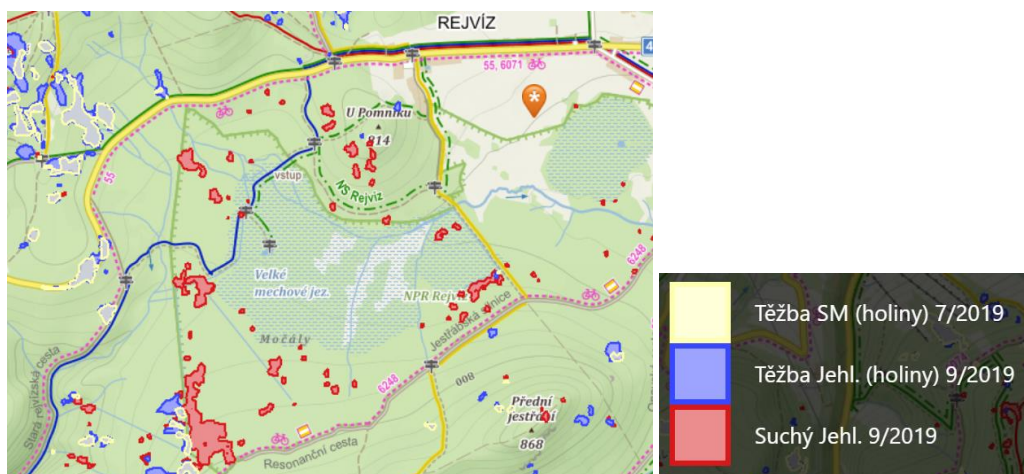 REJVÍZ
4
55, 6071
U Pomníku
814
55
vstup
NS Rejvíz
6248
Velké
mechové jez.
NPR Rejvíz
Jestřábská silnice
Močály
Stará rejvízská cesta
6248
800
Přední
jestřáb
868
Resonanční cesta
Těžba SM (holiny) 7/2019
Těžba Jehl. (holiny) 9/2019
Suchý Jehl. 9/2019